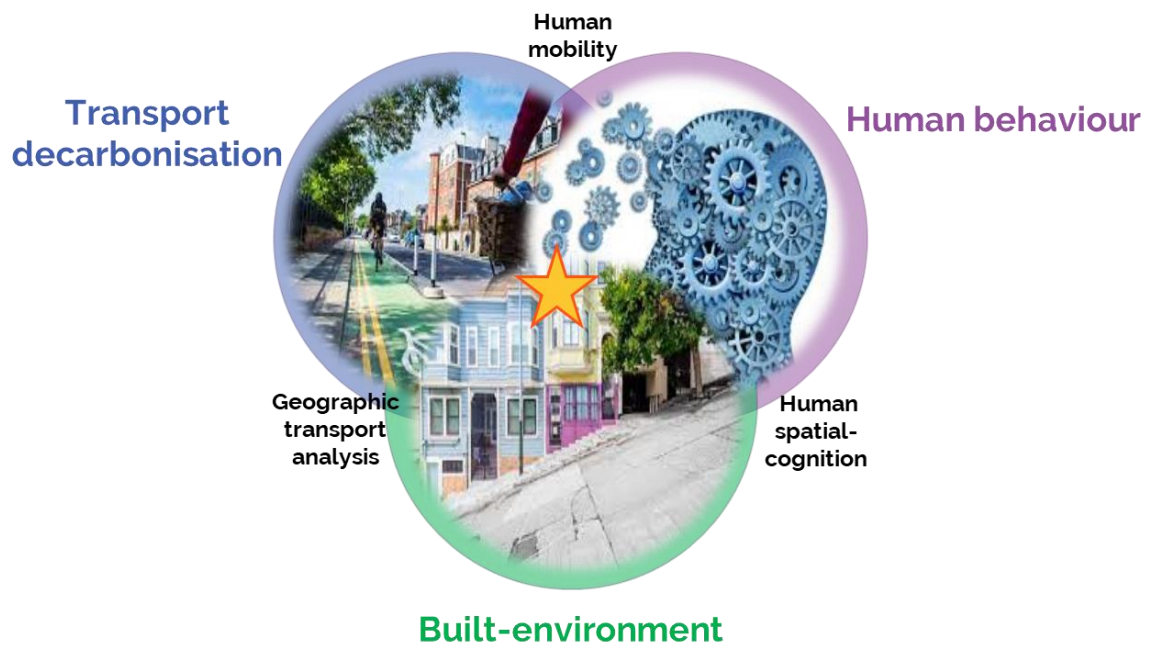 Human
mobility
Transport
decarbonisation
Human behaviour
Geographic
transport
analysis
Human
spatial-
cognition
Built-environment